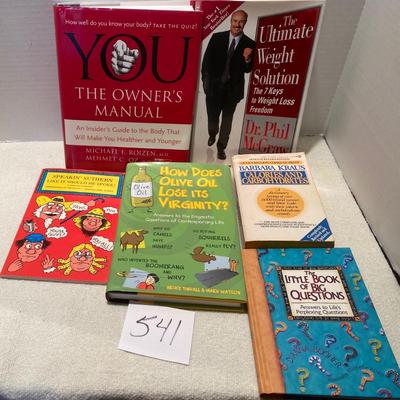 How well do you know your body? TAKE THE QUIZ!
YOU
THE OWNER'S
MANUAL
An Insider's Guide to the Body That
Will Make You Healthier and Younger
MICHAEL F. ROIZEN, M.D.
MEHMET C. OZ
The
Ultimate
Weight
Solution
The 7 Keys
to Weight Loss
Freedom
Dr. Phil
McGraw
SPEAKIN' SUTHERN
LIKE IT SHOULD BE SPOKE!
HOW DOES
OLIVE OIL
LOSE ITS
VIRGINITY?
OLIVE OIL
Answers to the Enigmatic
Questions of Contemporary Life
WHY DO
CAMELS
HAVE
HUMPS?
DO FLYING
SQUIRRELS
REALLY FLY?
WHO INVENTED THE
BOOMERANG AND
WHY?
BRUCE TINDALL & MARK WATSON
BARBARA KRAUS
CALORIES AND
CARBOHYDRATES
The
LITTLE BOOK
OF BIG
QUESTIONS
Answers to Life's
Perplexing Questions
541